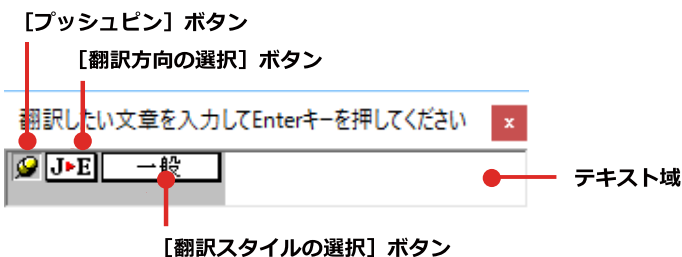 ［プッシュピン］ボタン
［翻訳方向の選択］ボタン
翻訳したい文章を入力してEnterキーを押してください
x
J▶E
一般
テキスト域
［翻訳スタイルの選択］ボタン